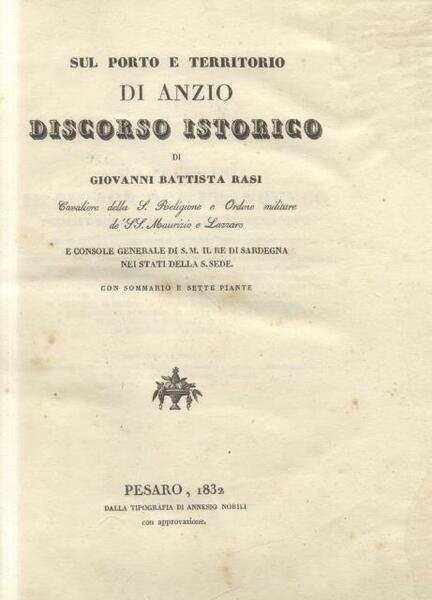 SUL PORTO E TERRITORIO
DI ANZIO
DISCORSO ISTORICO
DI
GIOVANNI BATTISTA RASI
Cavaliere della S. Religione e Ordine militare
de' SS. Maurizio e Lazzaro
E CONSOLE GENERALE DI S. M. IL RE DI SARDEGNA
NEI STATI DELLA S. SEDE.
CON SOMMARIO E SETTE PIANTE
PESARO, 1832
DALLA TIPOGRAFIA DI ANNESIO NOBILI
con approvazione.